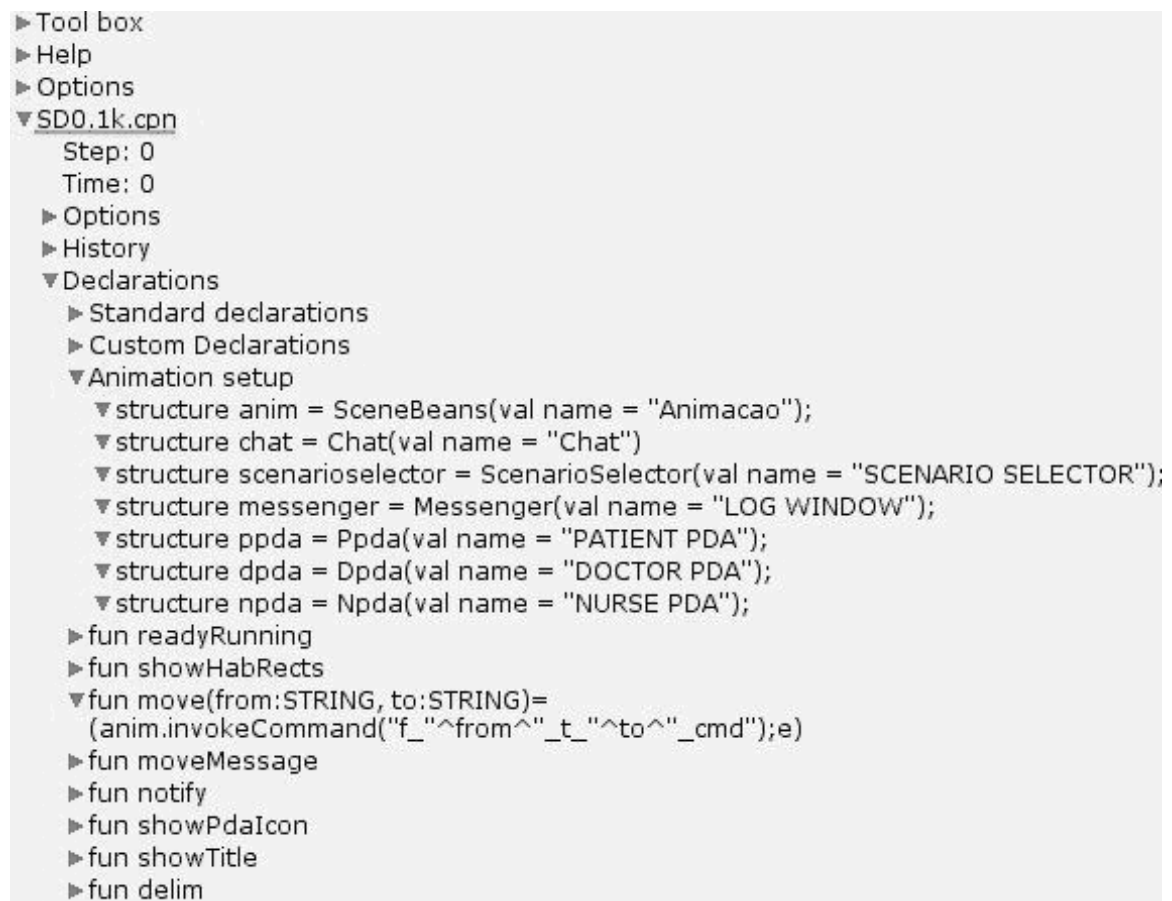 Tool box
Help
Options
SD0.1k.cpn
Step: 0
Time: 0
Options
History
Declarations
Standard declarations
Custom Declarations
Animation setup
structure anim = SceneBeans(val name = "Animacao");
structure chat = Chat(val name = "Chat")
structure scenarioselector = ScenarioSelector(val name = "SCENARIO SELECTOR");
structure messenger = Messenger(val name = "LOG WINDOW");
structure ppda = Ppda(val name = "PATIENT PDA");
structure dpda = Dpda(val name = "DOCTOR PDA");
structure npda = Npda(val name = "NURSE PDA");
fun readyRunning
fun showHabRects
fun move(from:STRING, to:STRING)=
(anim.invokeCommand("f_"^from^"_t_"^to^"_cmd");e)
fun moveMessage
fun notify
fun showPdaIcon
fun showTitle
fun delim